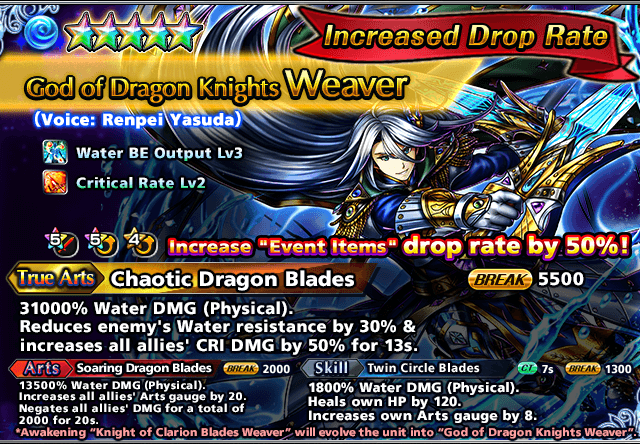 Increased Drop Rate
God of Dragon Knights Weaver
(Voice: Renpei Yasuda)
Water BE Output Lv3
Critical Rate Lv2
5 5 4
Increase "Event Items" drop rate by 50%!
True Arts Chaotic Dragon Blades BREAK 5500
31000% Water DMG (Physical).
Reduces enemy's Water resistance by 30% &
increases all allies' CRI DMG by 50% for 13s.
Arts Soaring Dragon Blades BREAK 2000
13500% Water DMG (Physical).
Increases all allies' Arts gauge by 20.
Negates all allies' DMG for a total of
2000 for 20s.
Skill Twin Circle Blades CT 7s BREAK 1300
1800% Water DMG (Physical).
Heals own HP by 120.
Increases own Arts gauge by 8.
*Awakening "Knight of Clarion Blades Weaver" will evolve the unit into "God of Dragon Knights Weaver"